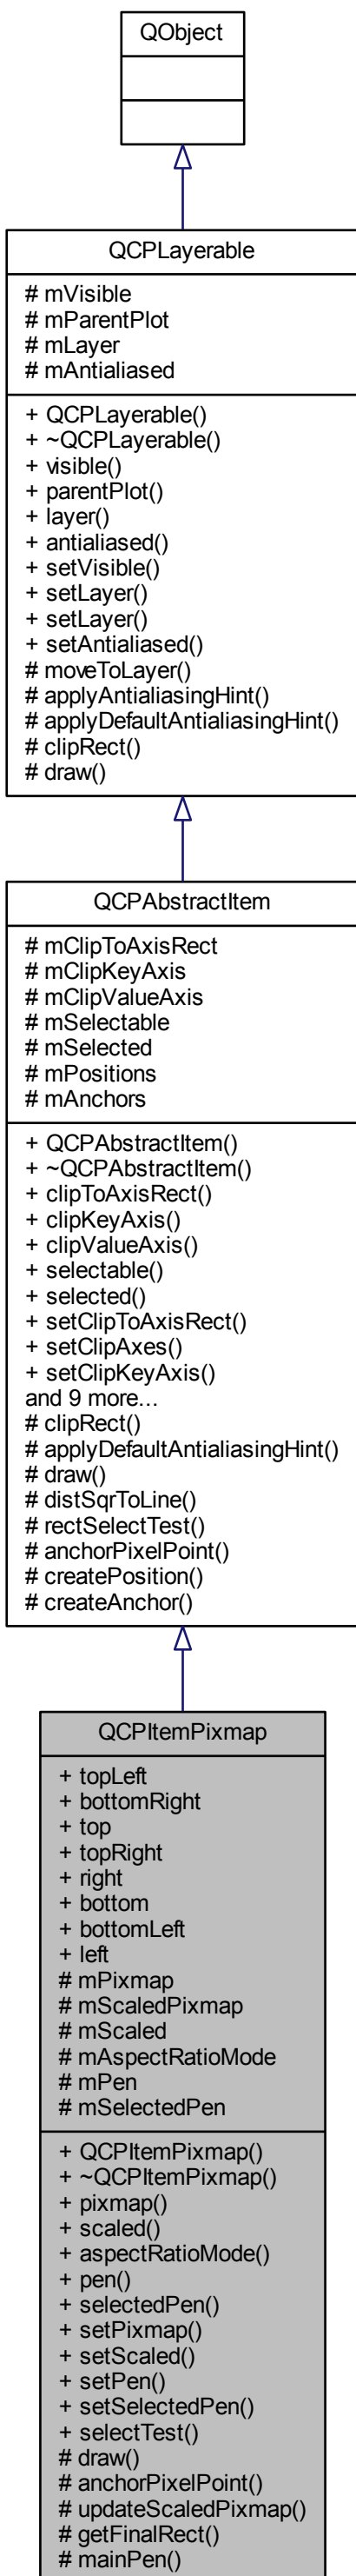 QObject
QCPLayerable
# mVisible
# mParentPlot
# mLayer
# mAntialiased
+ QCPLayerable()
+ ~QCPLayerable()
+ visible()
+ parentPlot()
+ layer()
+ antialiased()
+ setVisible()
+ setLayer()
+ setLayer()
+ setAntialiased()
# moveToLayer()
# applyAntialiasingHint()
# applyDefaultAntialiasingHint()
# clipRect()
# draw()
QCPAbstractItem
# mClipToAxisRect
# mClipKeyAxis
# mClipValueAxis
# mSelectable
# mSelected
# mPositions
# mAnchors
+ QCPAbstractItem()
+ ~QCPAbstractItem()
+ clipToAxisRect()
+ clipKeyAxis()
+ clipValueAxis()
+ selectable()
+ selected()
+ setClipToAxisRect()
+ setClipAxes()
+ setClipKeyAxis()
and 9 more...
# clipRect()
# applyDefaultAntialiasingHint()
# draw()
# distSqrToLine()
# rectSelectTest()
# anchorPixelPoint()
# createPosition()
# createAnchor()
QCPItemPixmap
+ topLeft
+ bottomRight
+ top
+ topRight
+ right
+ bottom
+ bottomLeft
+ left
# mPixmap
# mScaledPixmap
# mScaled
# mAspectRatioMode
# mPen
# mSelectedPen
+ QCPItemPixmap()
+ ~QCPItemPixmap()
+ pixmap()
+ scaled()
+ aspectRatioMode()
+ pen()
+ selectedPen()
+ setPixmap()
+ setScaled()
+ setPen()
+ setSelectedPen()
+ selectTest()
# draw()
# anchorPixelPoint()
# updateScaledPixmap()
# getFinalRect()
# mainPen()